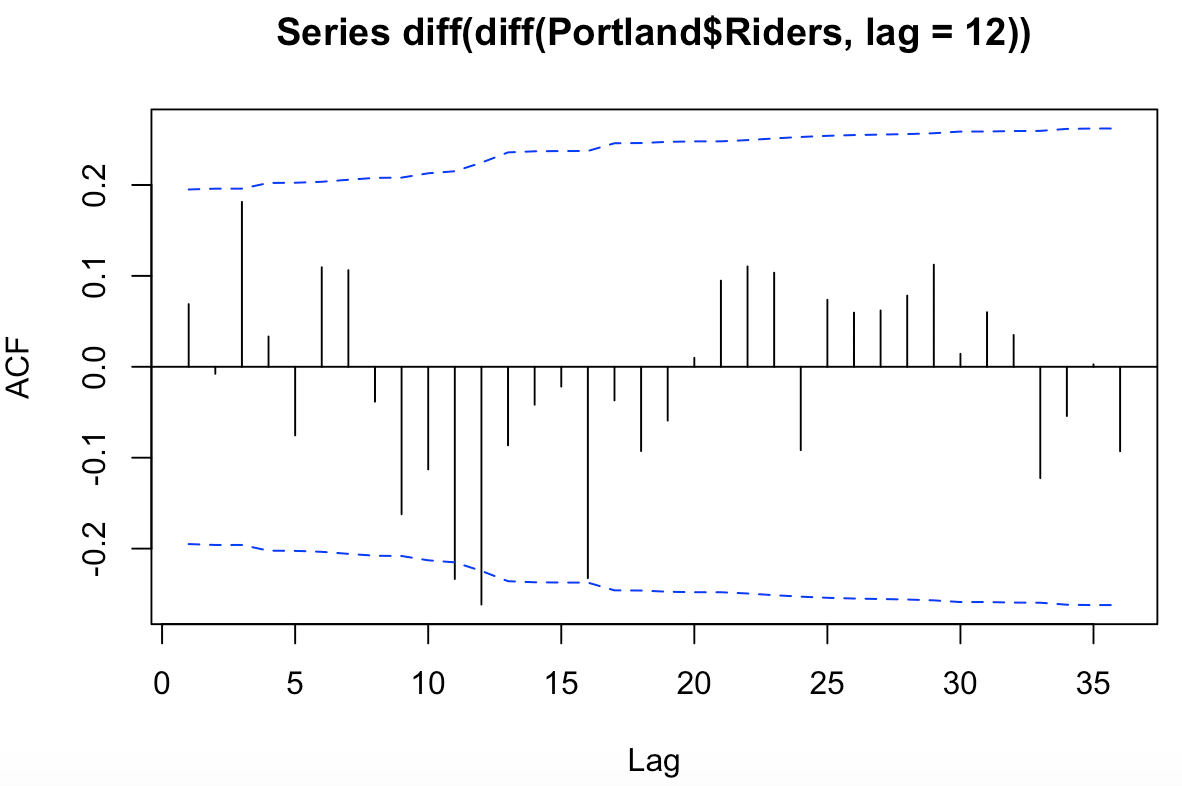 Series diff(diff(Portland$Riders, lag = 12))
ACF
0.2
0.1
0.0
-0.1
-0.2
0 5 10 15 20 25 30 35
Lag